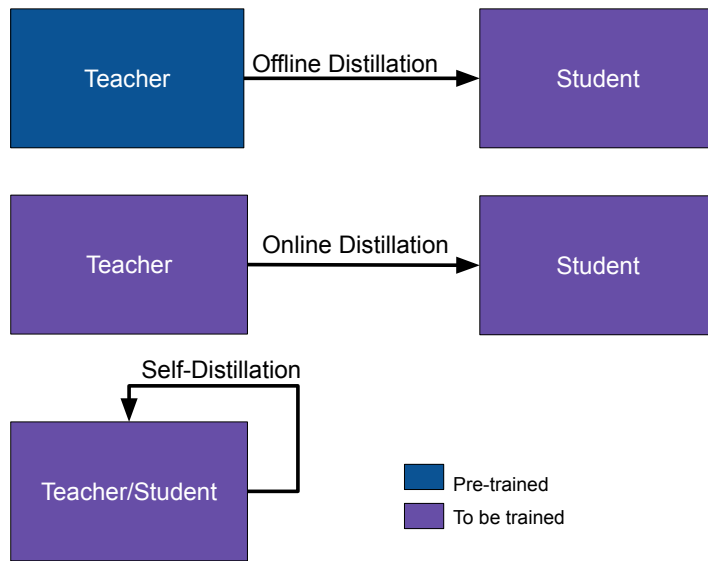 Teacher
Offline Distillation
Student
Teacher
Online Distillation
Student
Self-Distillation
Teacher/Student
Pre-trained
To be trained